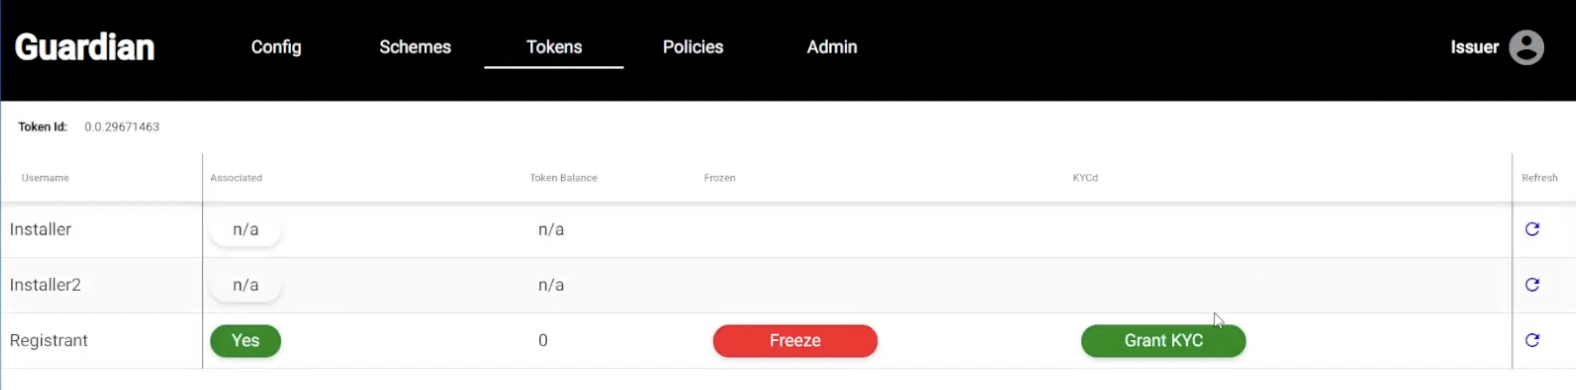 Guardian Config Schemes Tokens Policies Admin Issuer
Token Id: 0.0.29671463
Username Associated Token Balance Frozen KYCd Refresh
Installer n/a n/a
Installer2 n/a n/a
Registrant Yes 0 Freeze Grant KYC